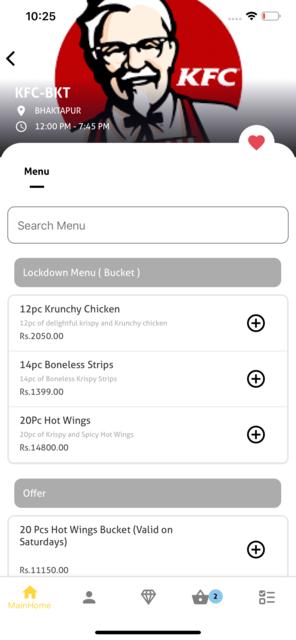 10:25
KFC
KFC-BKT
BHAKTAPUR
12:00 PM - 7:45 PM
Menu
Search Menu
Lockdown Menu ( Bucket )
12pc Krunchy Chicken
12pc of delightful krispy and Krunchy chicken
Rs.2050.00
14pc Boneless Strips
14pc of Boneless Krispy Strips
Rs.1399.00
20Pc Hot Wings
20pc of Krispy and Spicy Hot Wings
Rs.14800.00
Offer
20 Pcs Hot Wings Bucket (Valid on
Saturdays)
Rs.11150.00
2
MainHome